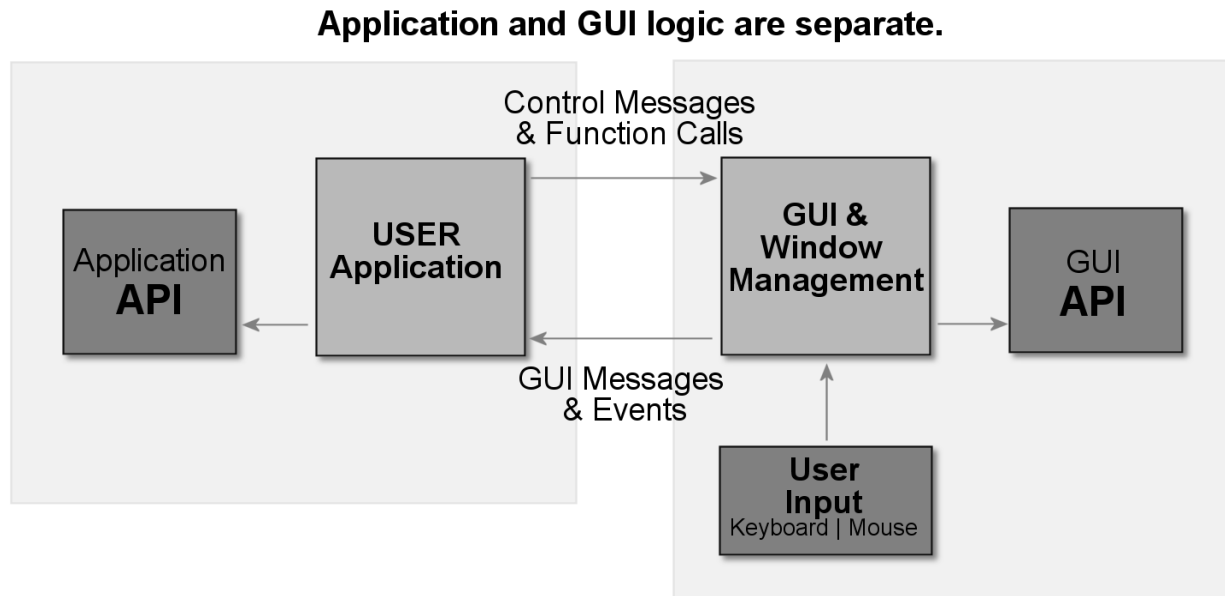 Application and GUI logic are separate.
Control Messages
& Function Calls
Application
API
USER
Application
GUI &
Window
Management
GUI
API
GUI Messages
& Events
User
Input
Keyboard | Mouse